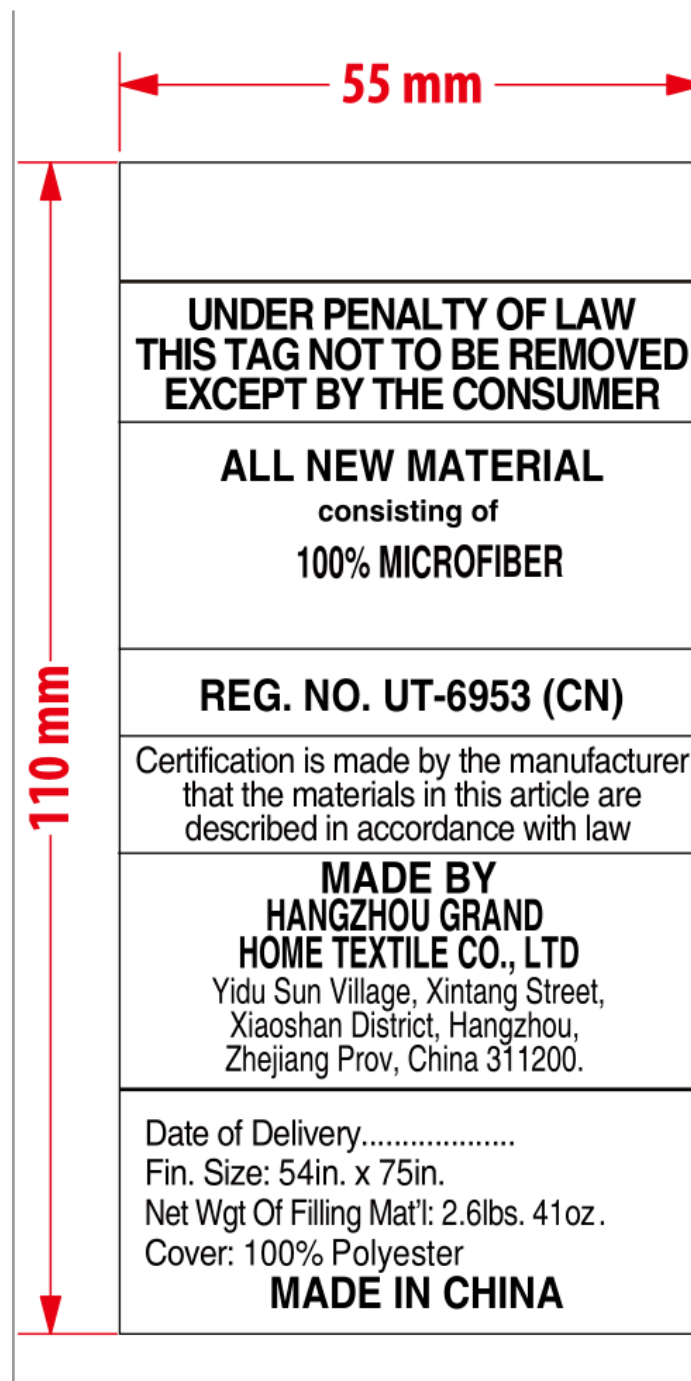 55 mm
UNDER PENALTY OF LAW
THIS TAG NOT TO BE REMOVED
EXCEPT BY THE CONSUMER
ALL NEW MATERIAL
consisting of
100% MICROFIBER
REG. NO. UT-6953 (CN)
110 mm
Certification is made by the manufacturer
that the materials in this article are
described in accordance with law
MADE BY
HANGZHOU GRAND
HOME TEXTILE CO., LTD
Yidu Sun Village, Xintang Street,
Xiaoshan District, Hangzhou,
Zhejiang Prov, China 311200.
Date of Delivery...................
Fin. Size: 54in. x 75in.
Net Wgt Of Filling Mat'l: 2.6lbs. 41oz.
Cover: 100% Polyester
MADE IN CHINA